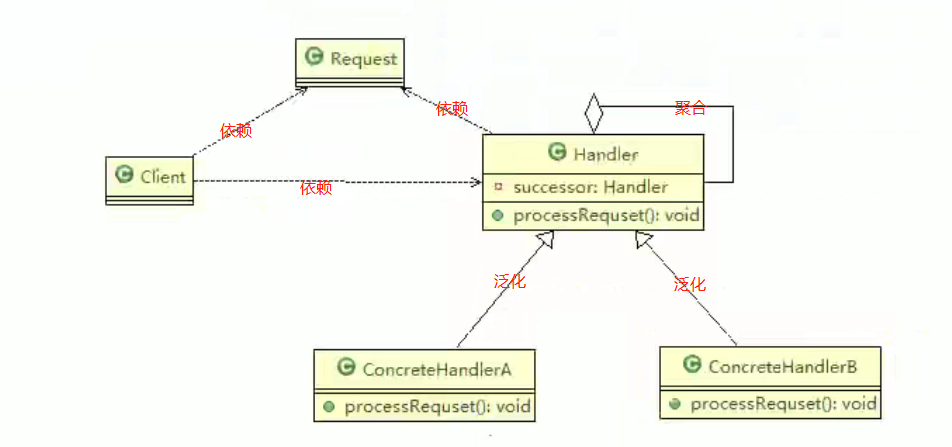 C Request
依赖
依赖
聚合
C Handler
successor: Handler
processRequset(): void
C Client
依赖
泛化
泛化
C ConcreteHandlerA
processRequset(): void
C ConcreteHandlerB
processRequset(): void